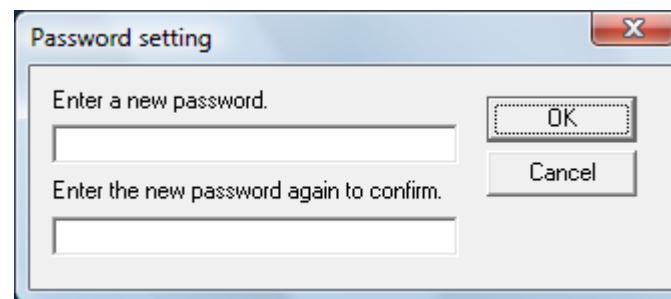 Password setting
Enter a new password.
OK
Cancel
Enter the new password again to confirm.